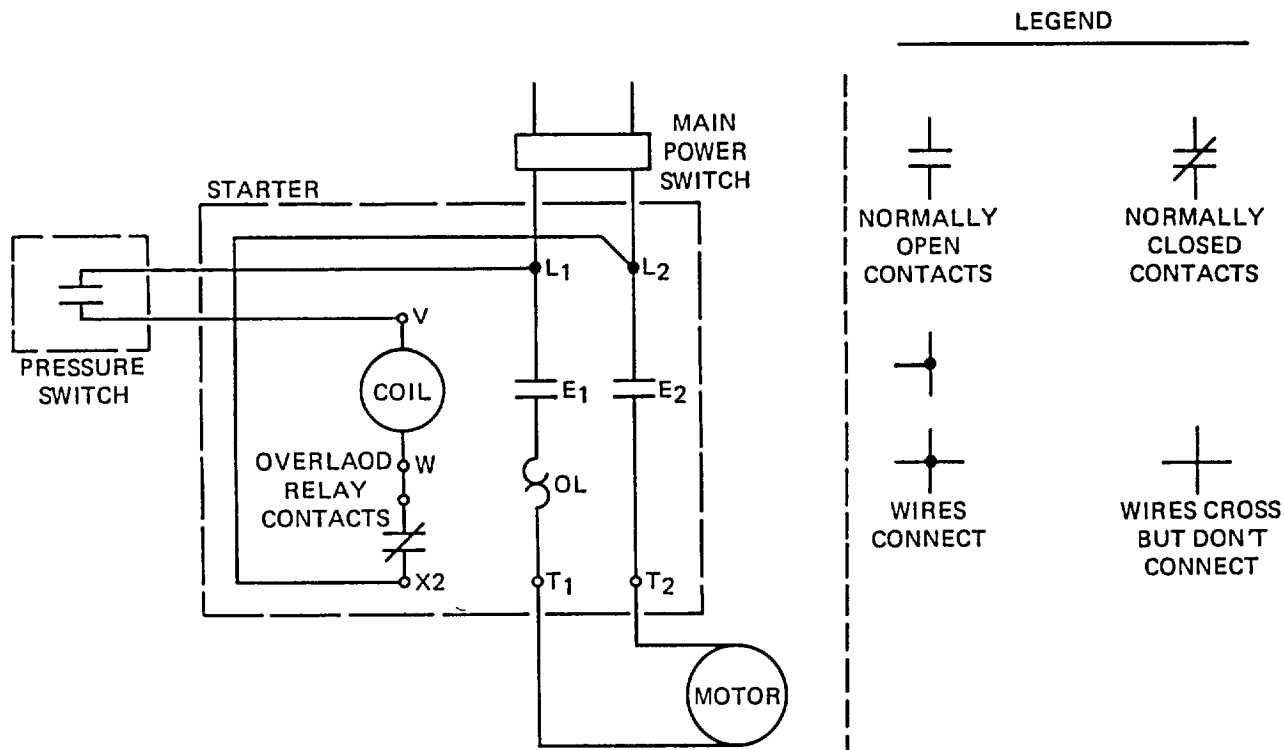 LEGEND
MAIN
POWER
SWITCH
STARTER
L1
L2
V
PRESSURE
SWITCH
COIL
E1
E2
OVERLAOD
RELAY
CONTACTS
W
OL
X2
T1
T2
MOTOR
NORMALLY
OPEN
CONTACTS
NORMALLY
CLOSED
CONTACTS
WIRES
CONNECT
WIRES CROSS
BUT DON'T
CONNECT